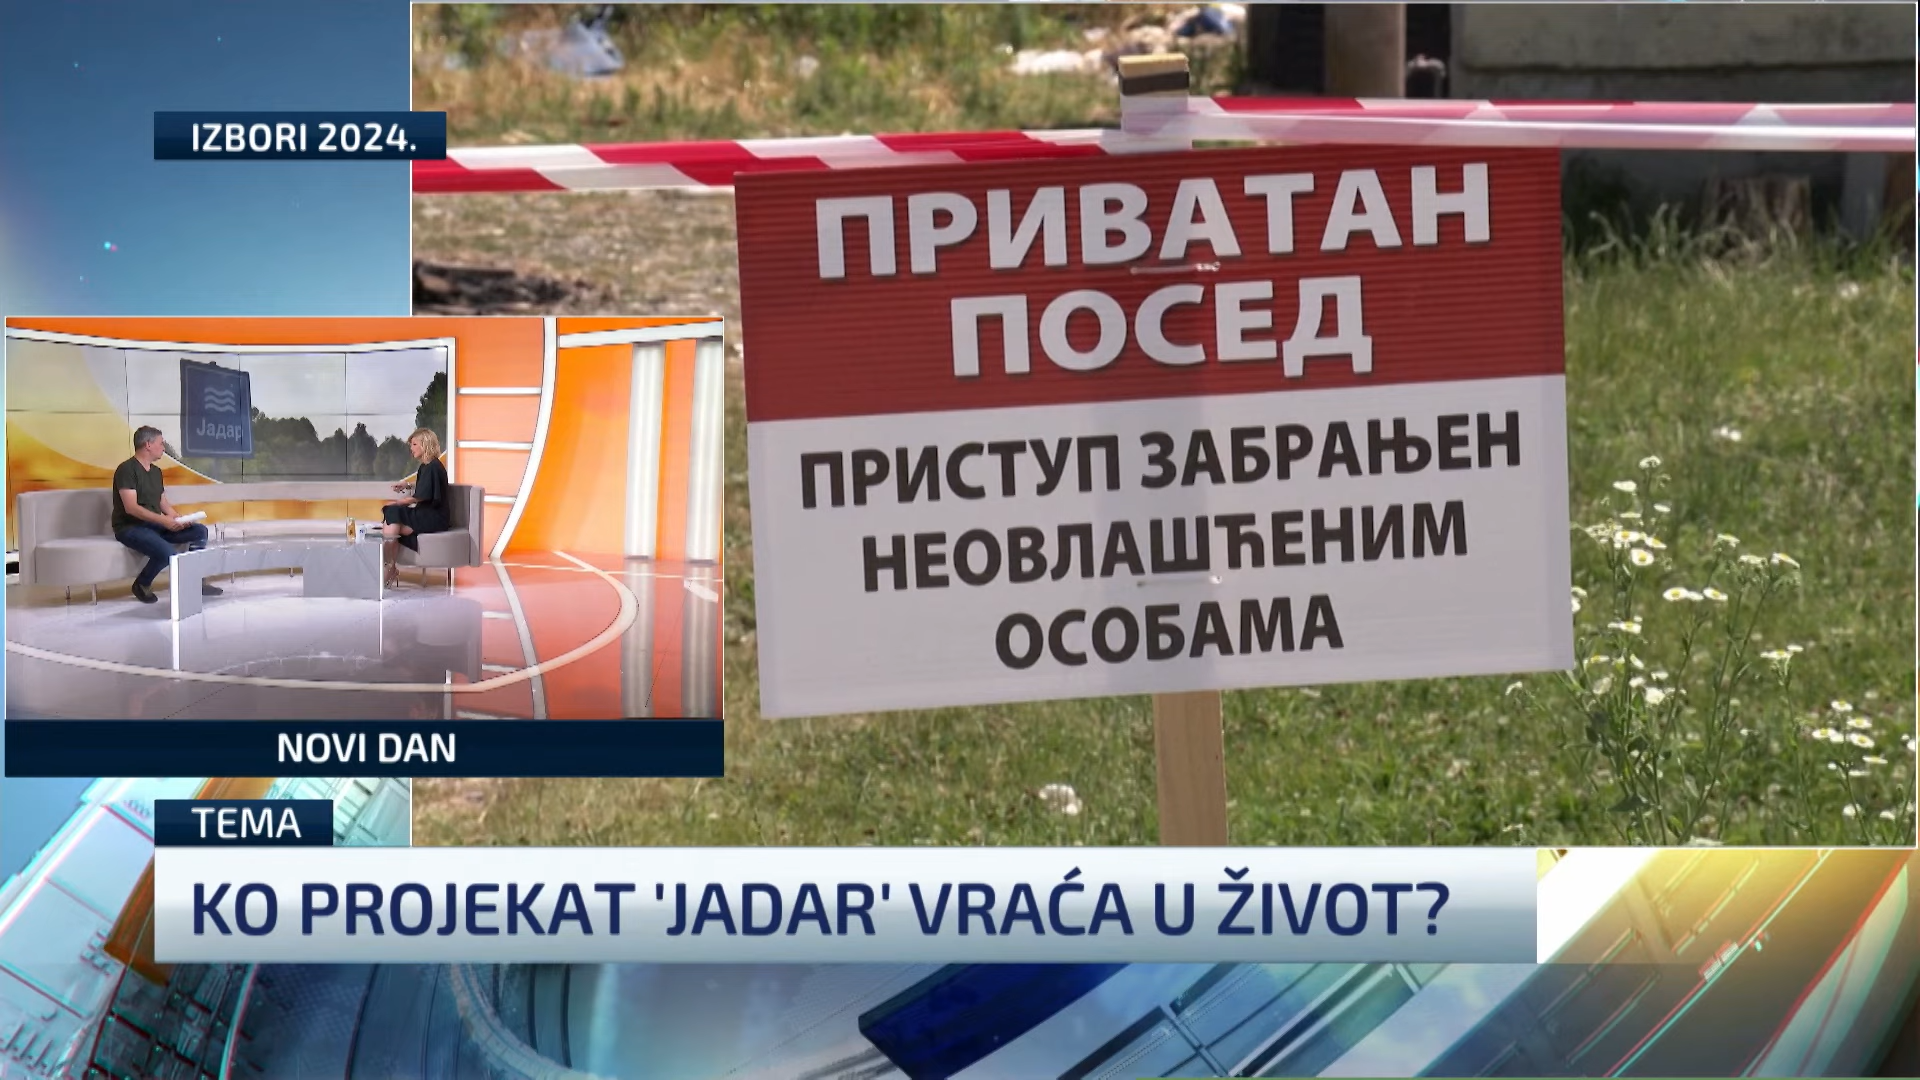 IZBORI 2024.
ПРИВАТАН
ПОСЕД
ПРИСТУП ЗАБРАЊЕН
НЕОВЛАШЋЕНИМ
ОСОБАМА
Јадар
NOVI DAN
TEMA
KO PROJEKAT 'JADAR' VRAĆA U ŽIVOT?